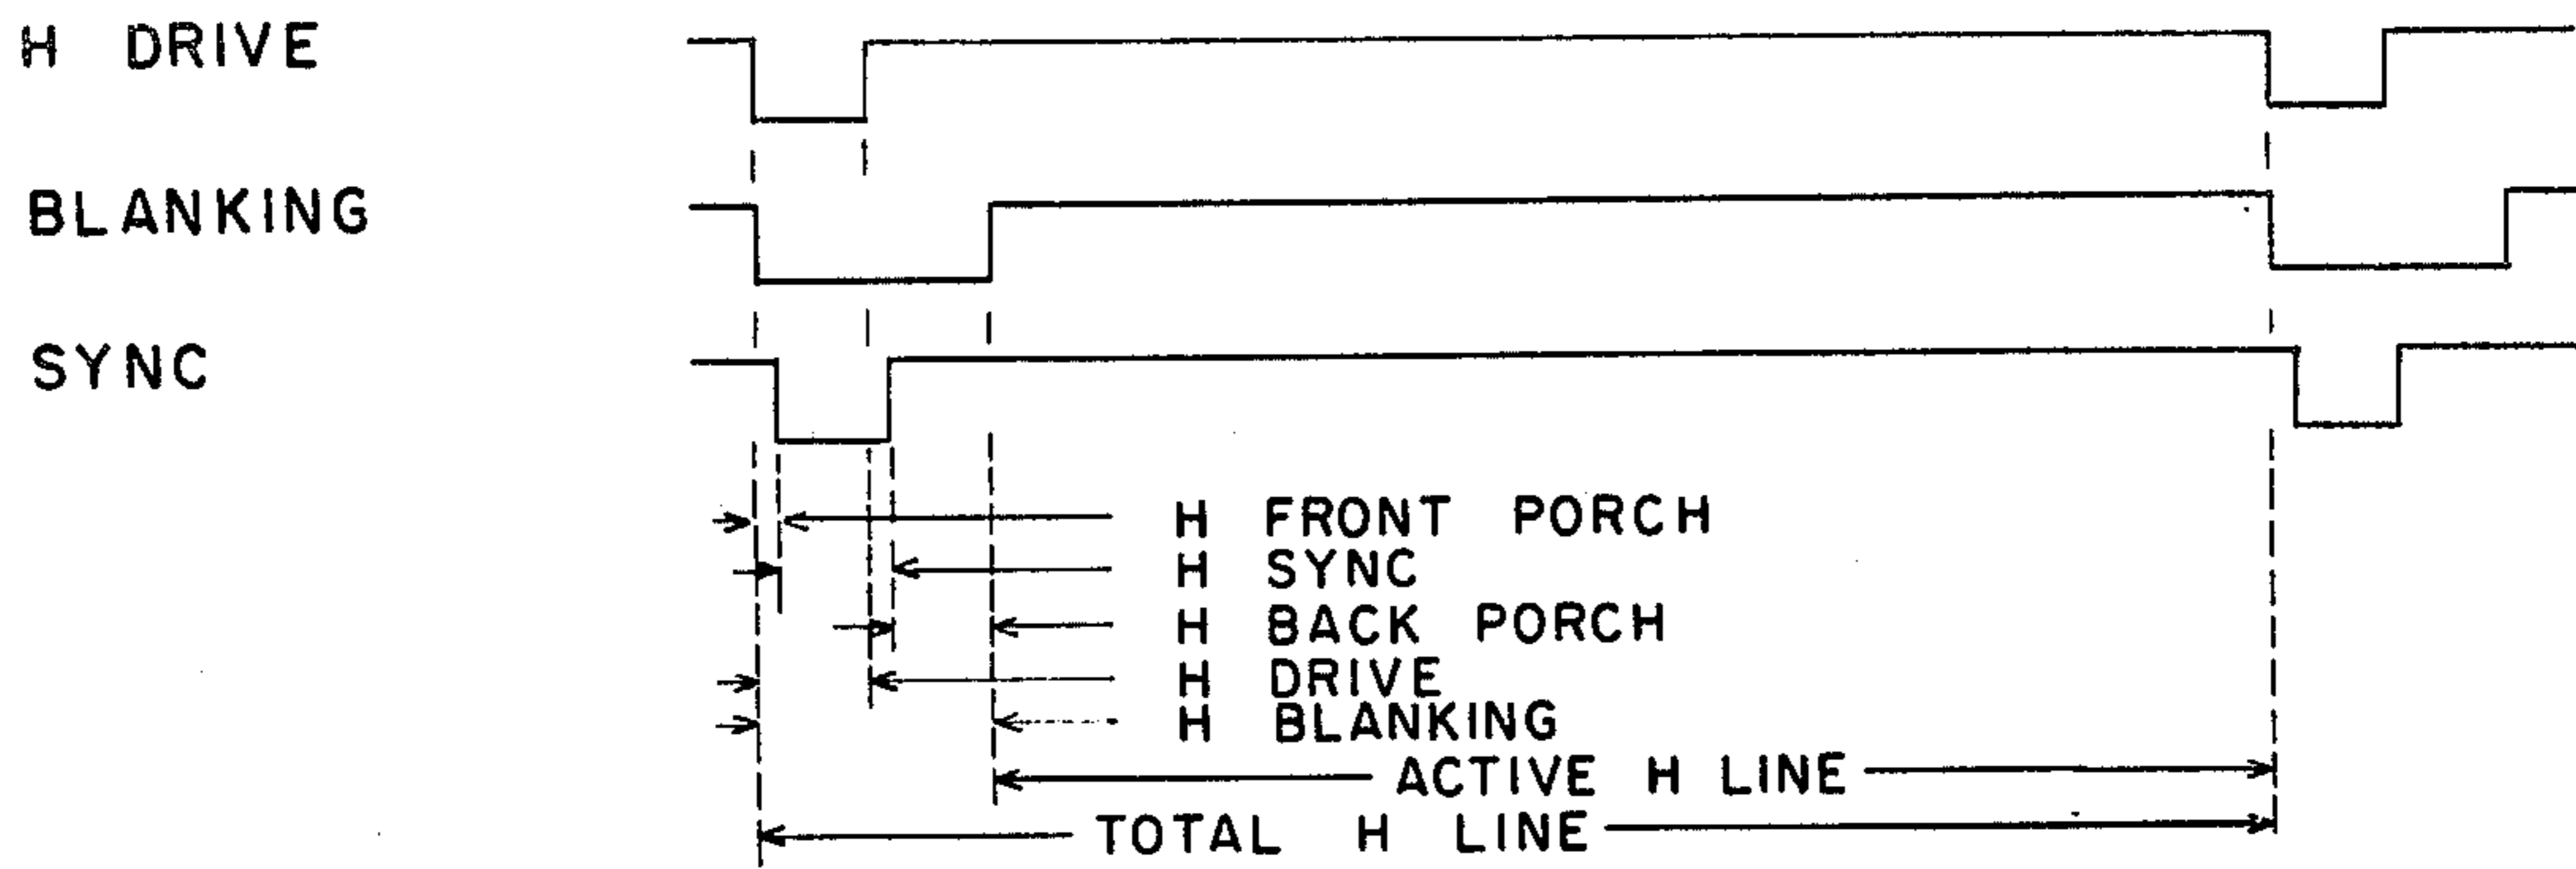 H DRIVE
BLANKING
SYNC
H FRONT PORCH
H SYNC
H BACK PORCH
H DRIVE
H BLANKING
ACTIVE H LINE
TOTAL H LINE